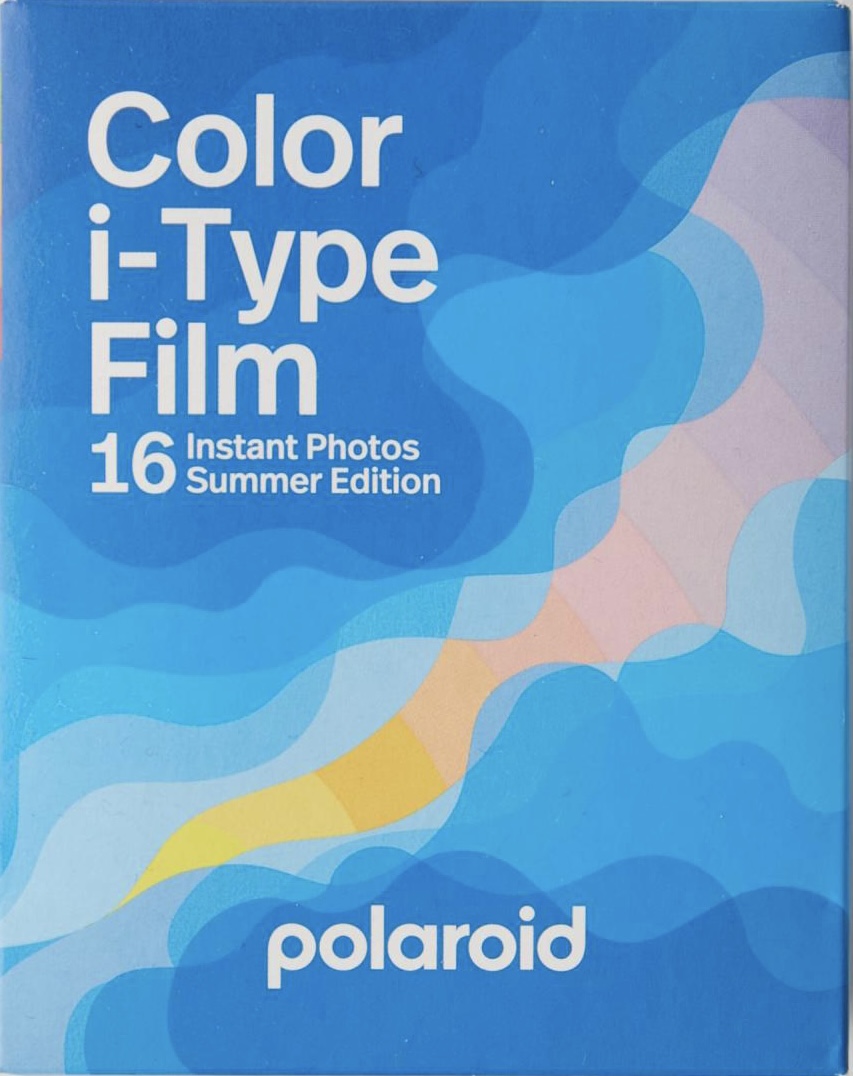 Color
i-Type
Film
16 Instant Photos
Summer Edition
polaroid